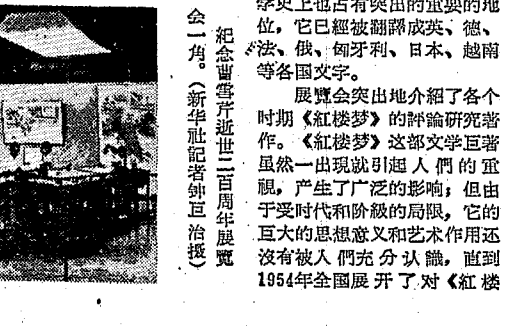 紀念曹雪芹逝世二百周年展覽
会一角。(新华社記者钟巨治摄)
学史上也占有突出的重要的地
位，它已經被翻譯成英、德、
法、俄、匈牙利、日本、越南
等各国文字。
展覽会突出地介紹了各个
时期《紅楼梦》的評論研究著
作。《紅楼梦》这部文学巨著
虽然一出現就引起人們的重
視，产生了广泛的影响；但由
于受时代和阶級的局限，它的
巨大的思想意义和艺术作用还
沒有被人們充分认識，直到
1954年全国展开了对《紅楼